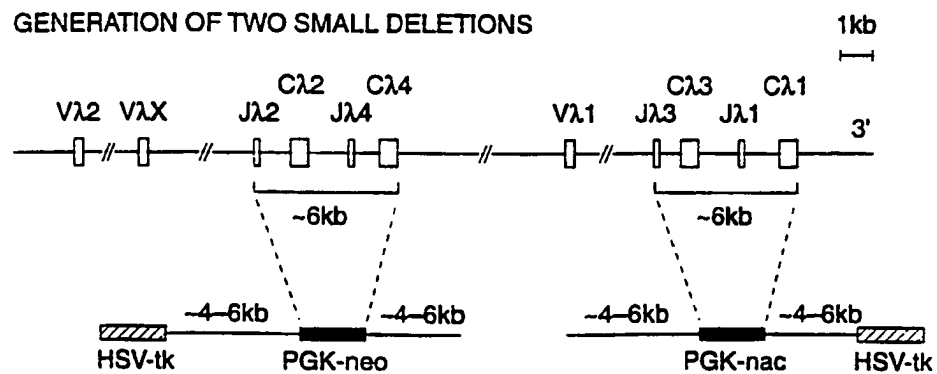 GENERATION OF TWO SMALL DELETIONS
1kb
Cλ2 Cλ4 Cλ3 Cλ1
Vλ2 VλX Jλ2 Jλ4 Vλ1 Jλ3 Jλ1
3'
~6kb ~6kb
~4–6kb ~4–6kb ~4–6kb ~4–6kb
HSV-tk PGK-neo PGK-nac HSV-tk